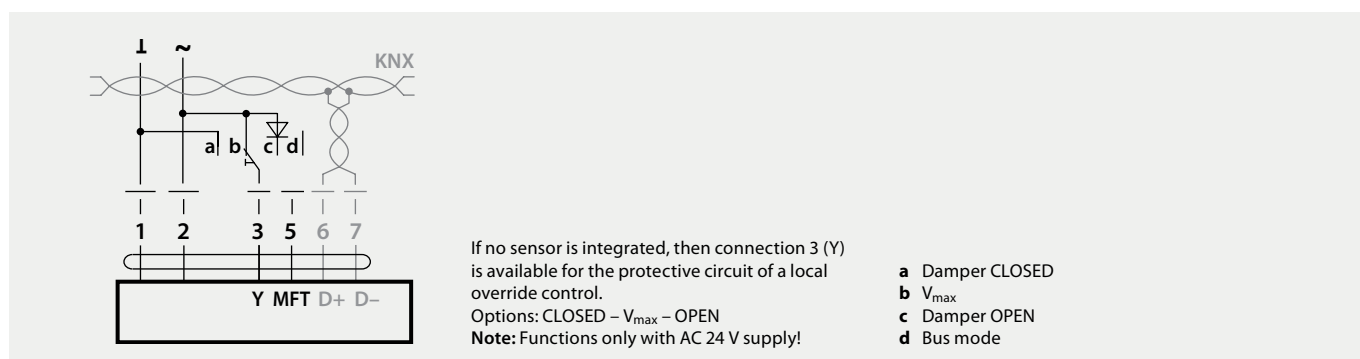 ⊥ ~
KNX
a b c d
1 2 3 5 6 7
Y MFT D+ D–
If no sensor is integrated, then connection 3 (Y)
is available for the protective circuit of a local
override control.
Options: CLOSED – Vmax – OPEN
Note: Functions only with AC 24 V supply!
a Damper CLOSED
b Vmax
c Damper OPEN
d Bus mode